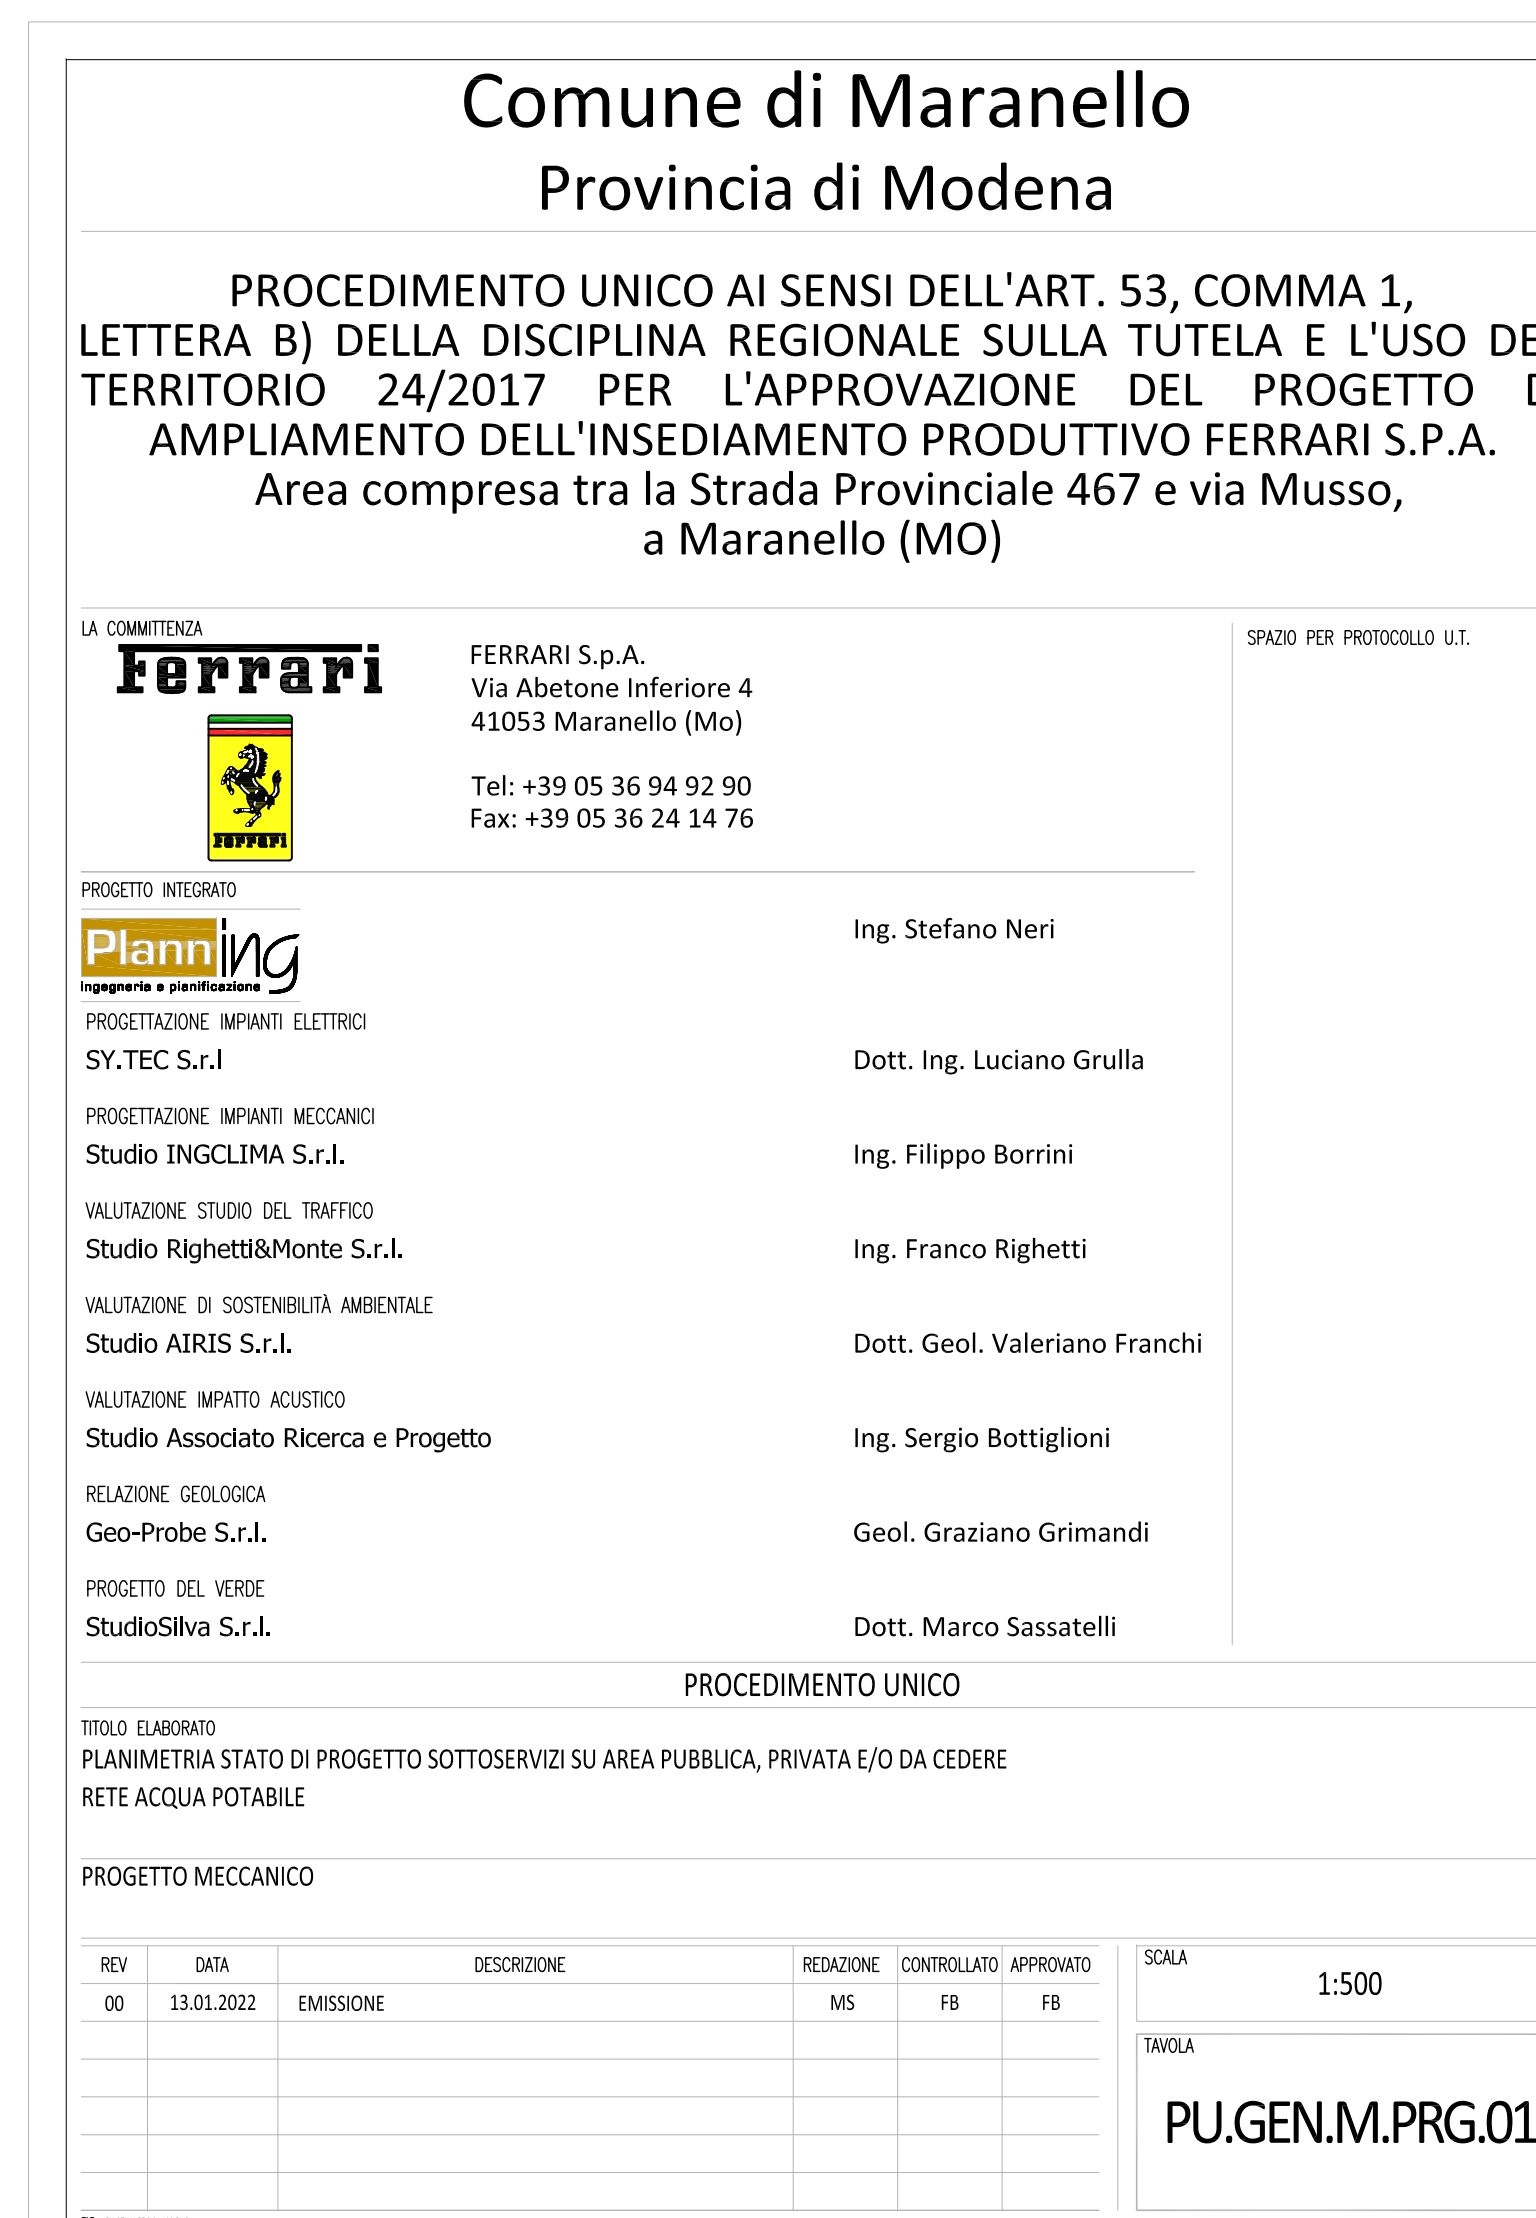 Comune di Maranello
Provincia di Modena
PROCEDIMENTO UNICO AI SENSI DELL'ART. 53, COMMA 1,
LETTERA B) DELLA DISCIPLINA REGIONALE SULLA TUTELA E L'USO
TERRITORIO 24/2017 PER L'APPROVAZIONE DEL PROGETTO
AMPLIAMENTO DELL'INSEDIAMENTO PRODUTTIVO FERRARI S.P.A.
Area compresa tra la Strada Provinciale 467 e via Musso,
a Maranello (MO)
LA COMMITTENZA
Ferrari
Ferrari
FERRARI S.p.A.
Via Abetone Inferiore 4
41053 Maranello (Mo)
Tel: +39 05 36 94 92 90
Fax: +39 05 36 24 14 76
SPAZIO PER PROTOCOLLO U.T.
PROGETTO INTEGRATO
Planning
ingegneria e pianificazione
Ing. Stefano Neri
PROGETTAZIONE IMPIANTI ELETTRICI
SY.TEC S.r.l Dott. Ing. Luciano Grulla
PROGETTAZIONE IMPIANTI MECCANICI
Studio INGCLIMA S.r.l. Ing. Filippo Borrini
VALUTAZIONE STUDIO DEL TRAFFICO
Studio Righetti&Monte S.r.l. Ing. Franco Righetti
VALUTAZIONE DI SOSTENIBILITÀ AMBIENTALE
Studio AIRIS S.r.l. Dott. Geol. Valeriano Franchi
VALUTAZIONE IMPATTO ACUSTICO
Studio Associato Ricerca e Progetto Ing. Sergio Bottiglioni
RELAZIONE GEOLOGICA
Geo-Probe S.r.l. Geol. Graziano Grimandi
PROGETTO DEL VERDE
StudioSilva S.r.l. Dott. Marco Sassatelli
PROCEDIMENTO UNICO
TITOLO ELABORATO
PLANIMETRIA STATO DI PROGETTO SOTTOSERVIZI SU AREA PUBBLICA, PRIVATA E/O DA CEDERE
RETE ACQUA POTABILE
PROGETTO MECCANICO
REV DATA DESCRIZIONE REDAZIONE CONTROLLATO APPROVATO
00 13.01.2022 EMISSIONE MS FB FB
SCALA
1:500
TAVOLA
PU.GEN.M.PRG.01